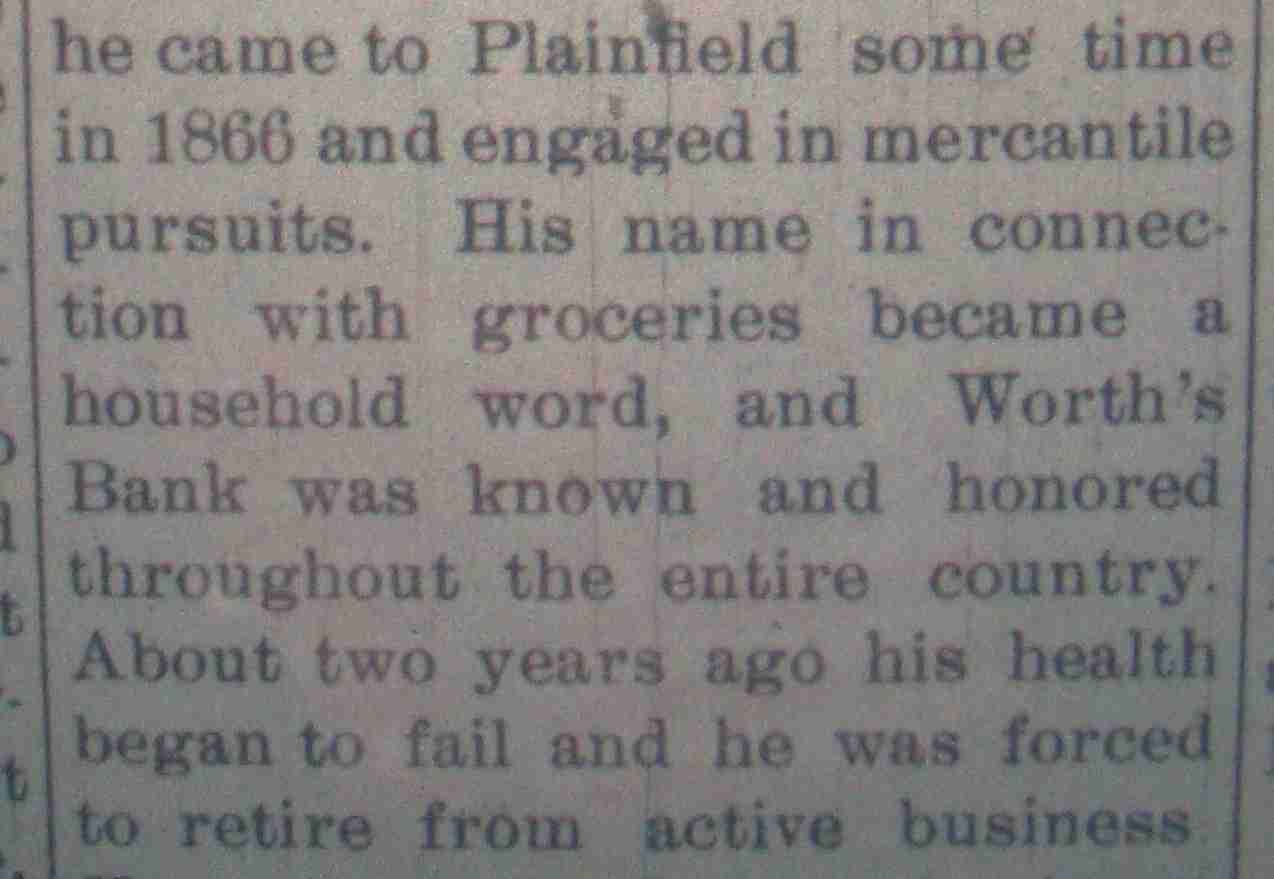 he came to Plainfield some time
in 1866 and engaged in mercantile
pursuits. His name in connec-
tion with groceries became a
household word, and Worth's
Bank was known and honored
throughout the entire country.
About two years ago his health
began to fail and he was forced
to retire from active business